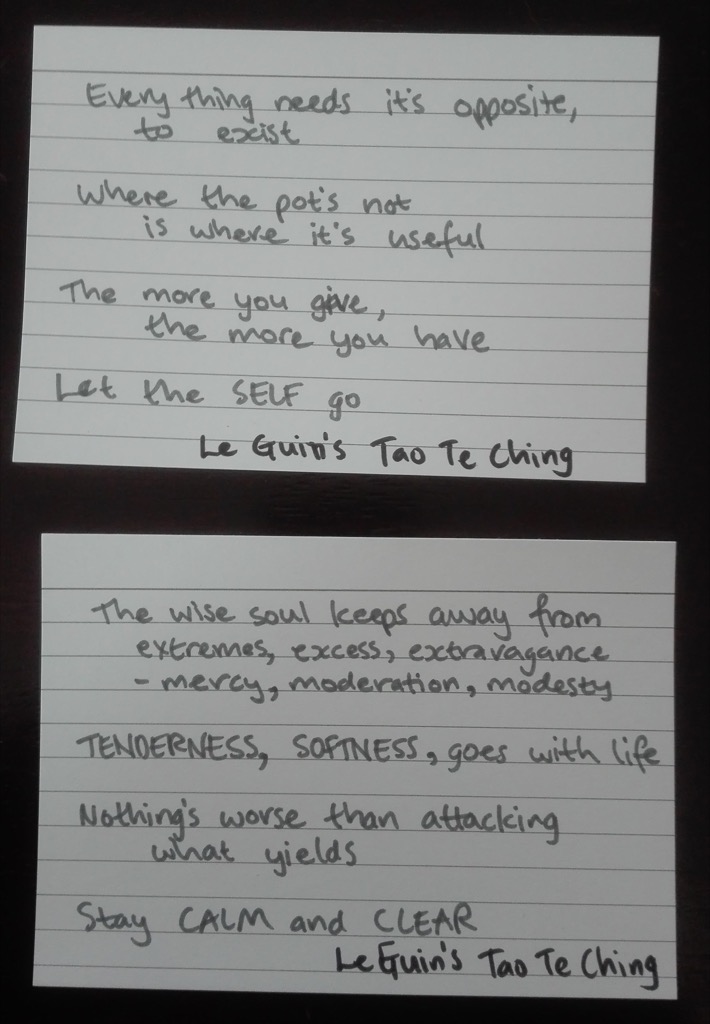 Every thing needs it's opposite,
to exist
Where the pot's not
is where it's useful
The more you give,
the more you have
Let the SELF go
Le Guin's Tao Te Ching
The wise soul keeps away from
extremes, excess, extravagance
- mercy, moderation, modesty
TENDERNESS, SOFTNESS, goes with life
Nothing's worse than attacking
what yields
Stay CALM and CLEAR
Le Guin's Tao Te Ching